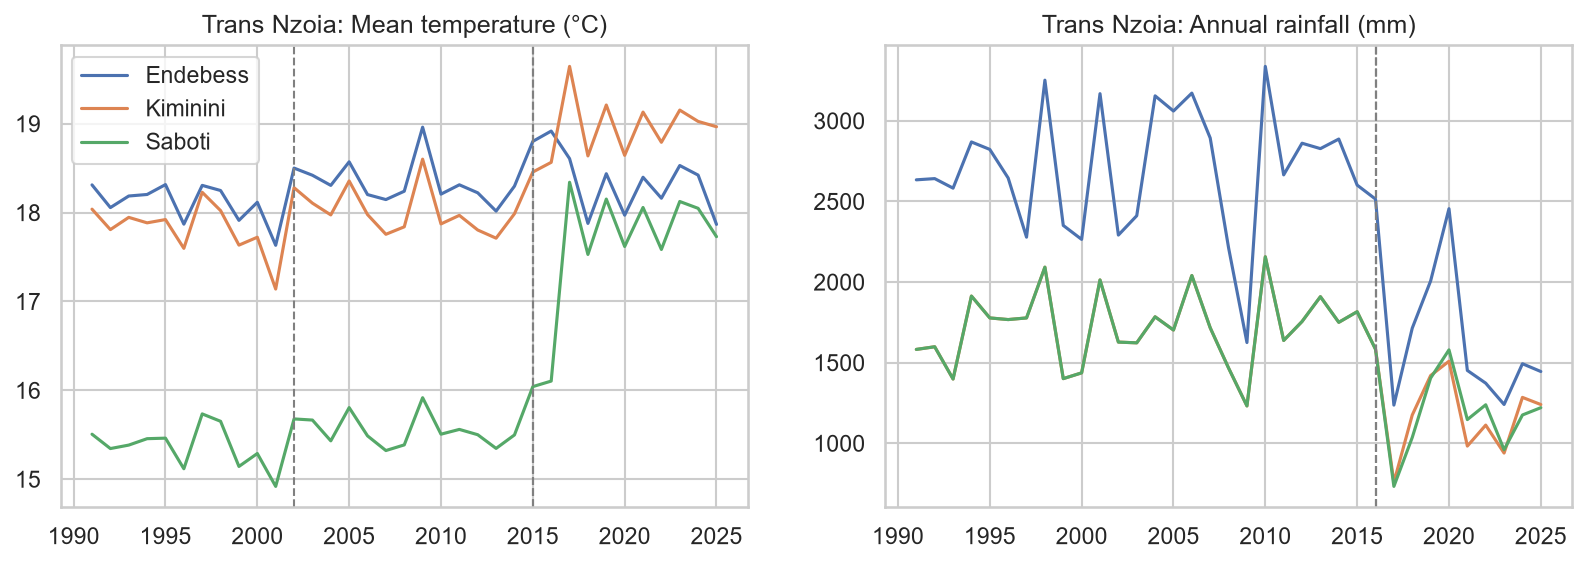 Trans Nzoia: Mean temperature (°C)
Endebess
Kiminini
Saboti
19
18
17
16
15
1990 1995 2000 2005 2010 2015 2020 2025
Trans Nzoia: Annual rainfall (mm)
3000
2500
2000
1500
1000
1990 1995 2000 2005 2010 2015 2020 2025